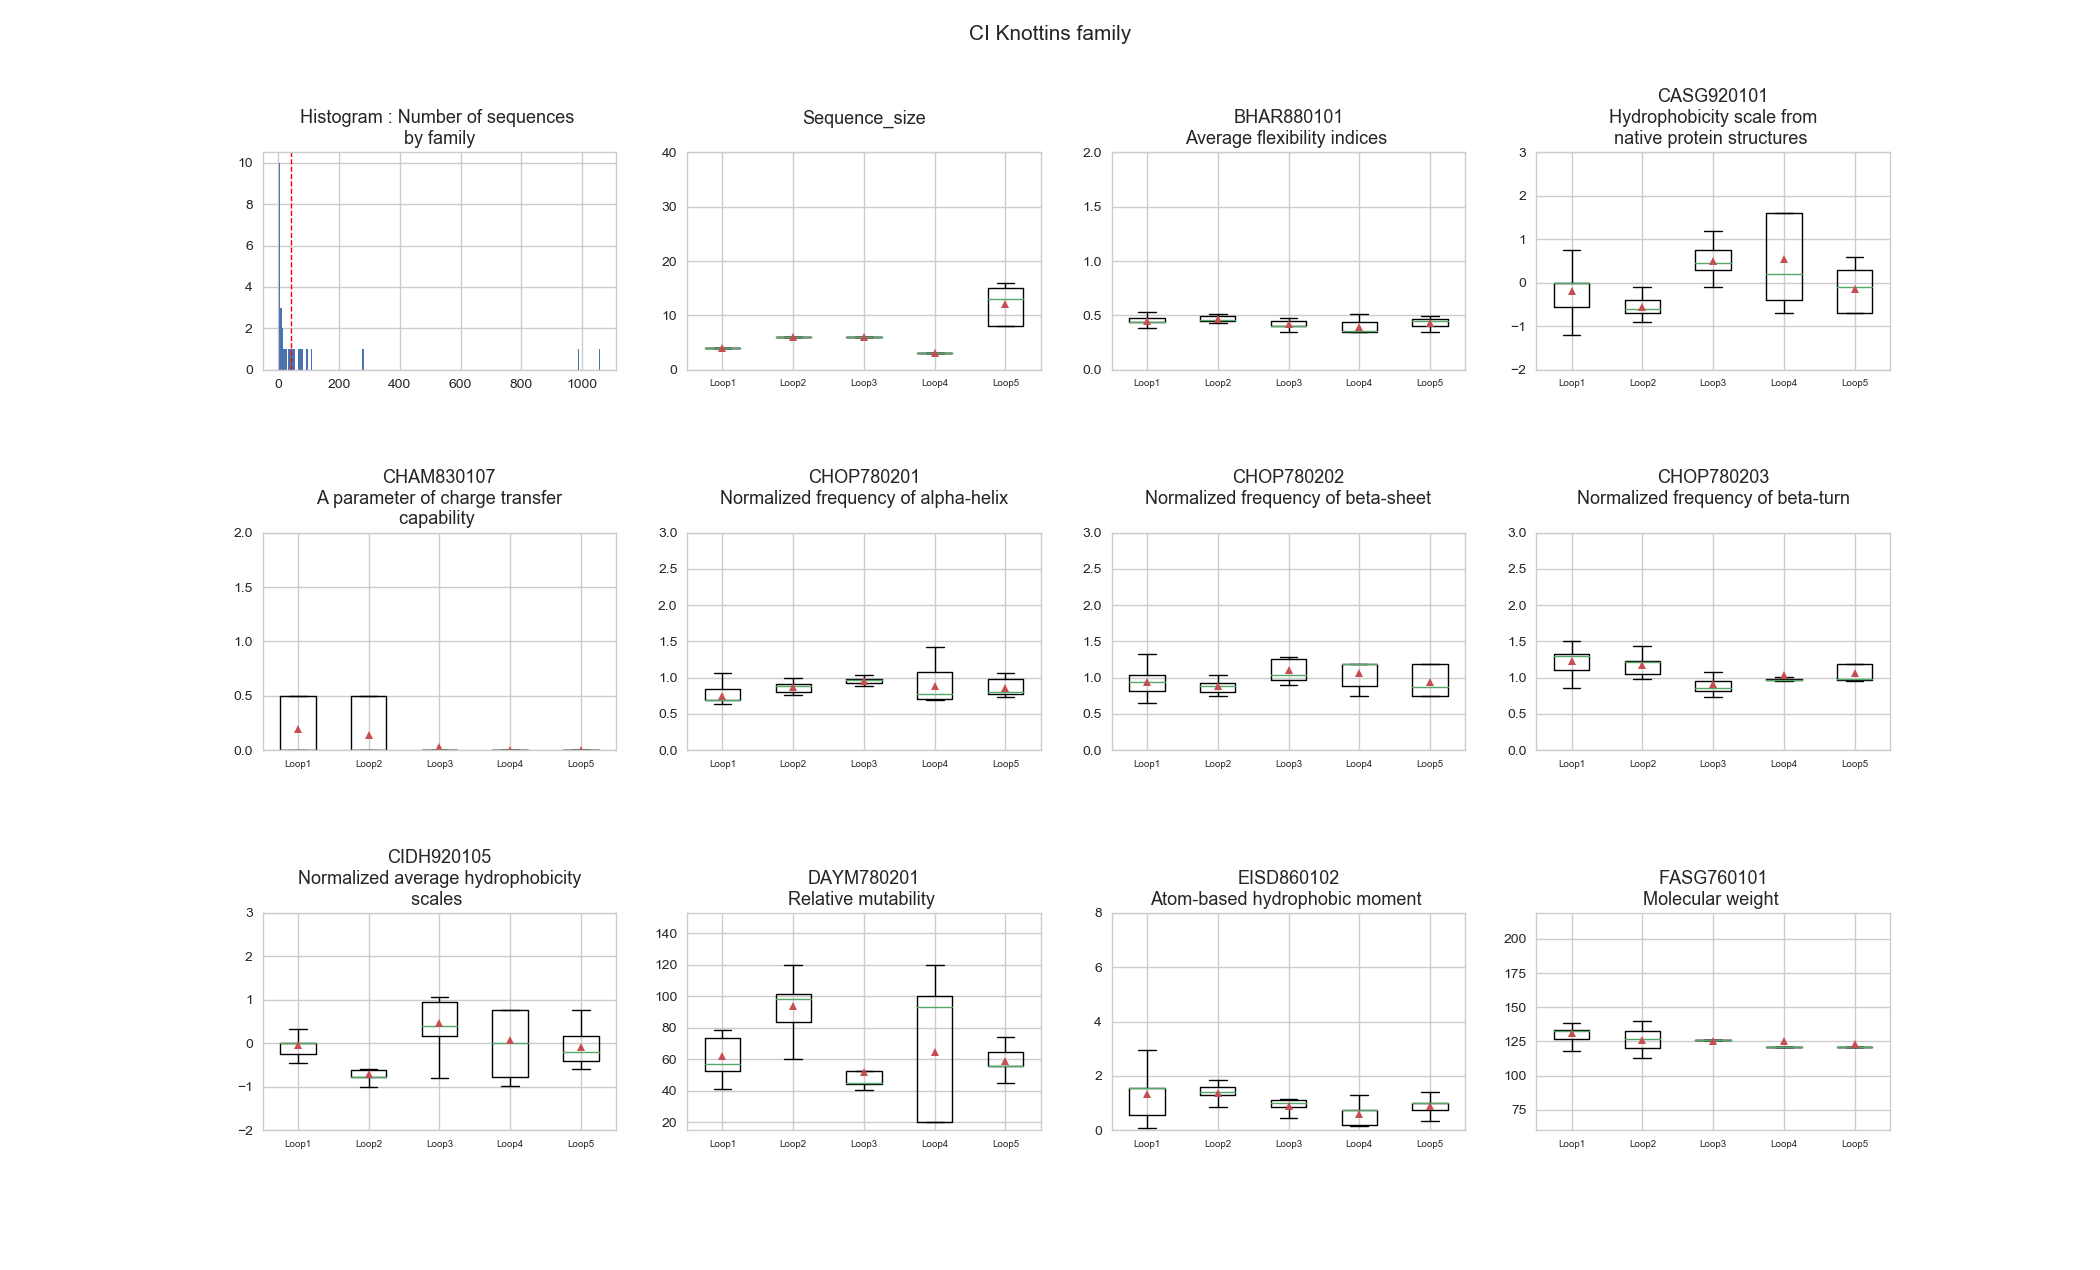 CI Knottins family
Histogram : Number of sequences
by family
10
8
6
4
2
0
0 200 400 600 800 1000
Sequence_size
40
30
20
10
0
Loop1 Loop2 Loop3 Loop4 Loop5
BHAR880101
Average flexibility indices
2.0
1.5
1.0
0.5
0.0
Loop1 Loop2 Loop3 Loop4 Loop5
CASG920101
Hydrophobicity scale from
native protein structures
3
2
1
0
−1
−2
Loop1 Loop2 Loop3 Loop4 Loop5
CHAM830107
A parameter of charge transfer
capability
2.0
1.5
1.0
0.5
0.0
Loop1 Loop2 Loop3 Loop4 Loop5
CHOP780201
Normalized frequency of alpha-helix
3.0
2.5
2.0
1.5
1.0
0.5
0.0
Loop1 Loop2 Loop3 Loop4 Loop5
CHOP780202
Normalized frequency of beta-sheet
3.0
2.5
2.0
1.5
1.0
0.5
0.0
Loop1 Loop2 Loop3 Loop4 Loop5
CHOP780203
Normalized frequency of beta-turn
3.0
2.5
2.0
1.5
1.0
0.5
0.0
Loop1 Loop2 Loop3 Loop4 Loop5
CIDH920105
Normalized average hydrophobicity
scales
3
2
1
0
−1
−2
Loop1 Loop2 Loop3 Loop4 Loop5
DAYM780201
Relative mutability
140
120
100
80
60
40
20
Loop1 Loop2 Loop3 Loop4 Loop5
EISD860102
Atom-based hydrophobic moment
8
6
4
2
0
Loop1 Loop2 Loop3 Loop4 Loop5
FASG760101
Molecular weight
200
175
150
125
100
75
Loop1 Loop2 Loop3 Loop4 Loop5